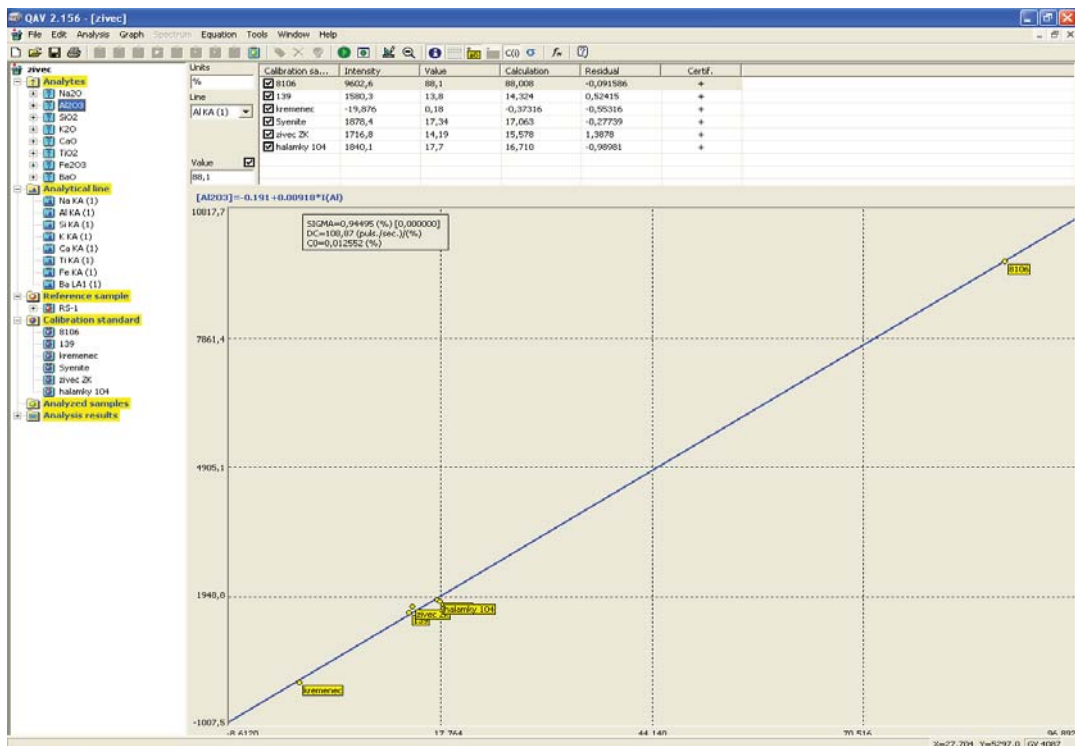 QAV 2.156 - [zivec]
File Edit Analysis Graph Spectrum Equation Tools Window Help
C(i) σ
zivec
Analytes
Na2O
Al2O3
SiO2
K2O
CaO
TiO2
Fe2O3
BaO
Analytical line
Na KA (1)
Al KA (1)
Si KA (1)
K KA (1)
Ca KA (1)
Ti KA (1)
Fe KA (1)
Ba LA1 (1)
Reference sample
RS-1
Calibration standard
8106
139
kremenec
Syenite
zivec ZK
halamky 104
Analyzed samples
Analysis results
Units
%
Line
Al KA (1)
Value
88,1
Calibration sa... Intensity Value Calculation Residual Certif.
8106 9602,6 88,1 88,008 -0,091586 +
139 1580,3 13,8 14,324 0,52415 +
kremenec -19,876 0,18 -0,37316 -0,55316 +
Syenite 1878,4 17,34 17,063 -0,27739 +
zivec ZK 1716,8 14,19 15,578 1,3878 +
halamky 104 1840,1 17,7 16,710 -0,98981 +
[Al2O3]=-0.191+0.00918*I(Al)
10817,7
SIGMA=0,94495 (%) [0,000000]
DC=108,87 (puls./sec.)/(%)
C0=0,012552 (%)
8106
7861,4
4905,1
1948,8
halamky 104
zivec ZK
139
kremenec
-1007,5
-8.6120 17.764 44.140 70.516 96.892
X=27.704 Y=5297.0 GV 4087